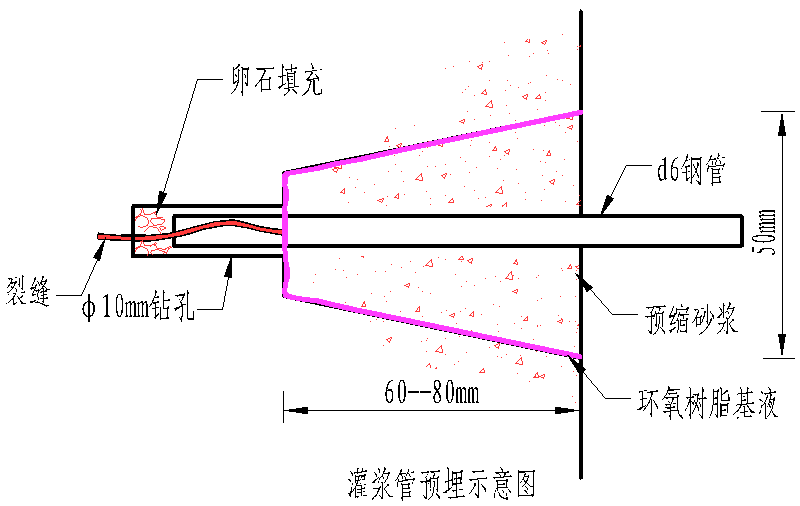 卵石填充
d6钢管
50mm
裂缝
ф10mm钻孔
预缩砂浆
60--80mm
环氧树脂基液
灌浆管预埋示意图